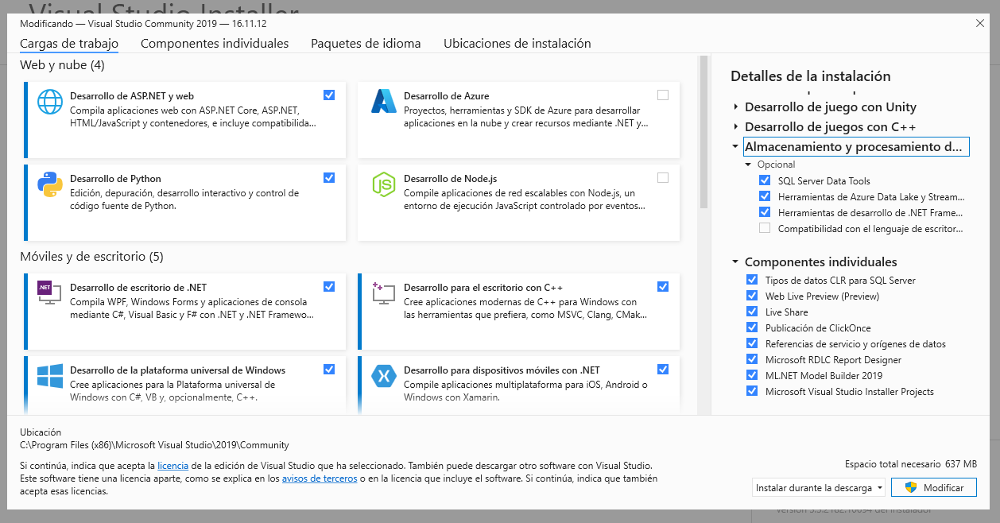 Visual Studio Installer
Modificando — Visual Studio Community 2019 — 16.11.12
Cargas de trabajo
Componentes individuales
Paquetes de idioma
Ubicaciones de instalación
Web y nube (4)
Desarrollo de ASP.NET y web
Compila aplicaciones web con ASP.NET Core, ASP.NET,
HTML/JavaScript y contenedores, e incluye compatibilida...
Desarrollo de Azure
Proyectos, herramientas y SDK de Azure para desarrollar
aplicaciones en la nube y crear recursos mediante .NET y...
Desarrollo de Python
Edición, depuración, desarrollo interactivo y control de
código fuente de Python.
JS
Desarrollo de Node.js
Compile aplicaciones de red escalables con Node.js, un
entorno de ejecución JavaScript controlado por eventos...
Móviles y de escritorio (5)
.NET
Desarrollo de escritorio de .NET
Compila WPF, Windows Forms y aplicaciones de consola
mediante C#, Visual Basic y F# con .NET y .NET Framewo...
Desarrollo para el escritorio con C++
Cree aplicaciones modernas de C++ para Windows con
las herramientas que prefiera, como MSVC, Clang, CMak...
Desarrollo de la plataforma universal de Windows
Cree aplicaciones para la Plataforma universal de
Windows con C#, VB y, opcionalmente, C++.
Desarrollo para dispositivos móviles con .NET
Compile aplicaciones multiplataforma para iOS, Android o
Windows con Xamarin.
Detalles de la instalación
Desarrollo de juego con Unity
Desarrollo de juegos con C++
Almacenamiento y procesamiento d...
Opcional
SQL Server Data Tools
Herramientas de Azure Data Lake y Stream...
Herramientas de desarrollo de .NET Frame...
Compatibilidad con el lenguaje de escritor...
Componentes individuales
Tipos de datos CLR para SQL Server
Web Live Preview (Preview)
Live Share
Publicación de ClickOnce
Referencias de servicio y orígenes de datos
Microsoft RDLC Report Designer
ML.NET Model Builder 2019
Microsoft Visual Studio Installer Projects
Ubicación
C:\Program Files (x86)\Microsoft Visual Studio\2019\Community
Si continúa, indica que acepta la licencia de la edición de Visual Studio que ha seleccionado. También puede descargar otro software con Visual Studio.
Este software tiene una licencia aparte, como se explica en los avisos de terceros o en la licencia que incluye el software. Si continúa, indica que también
acepta esas licencias.
Espacio total necesario 637 MB
Instalar durante la descarga
Modificar
del instalador